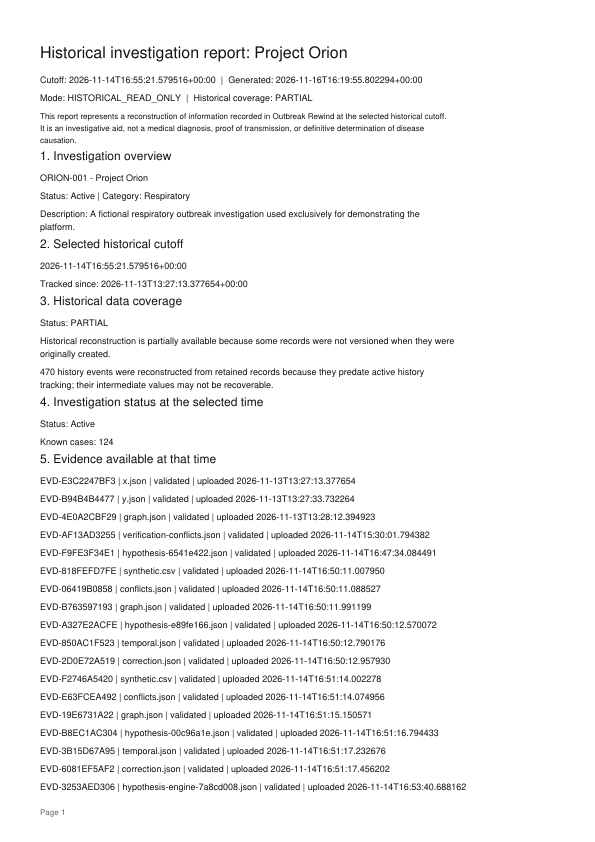 Historical investigation report: Project Orion
Cutoff: 2026-11-14T16:55:21.579516+00:00 | Generated: 2026-11-16T16:19:55.802294+00:00
Mode: HISTORICAL_READ_ONLY | Historical coverage: PARTIAL
This report represents a reconstruction of information recorded in Outbreak Rewind at the selected historical cutoff.
It is an investigative aid, not a medical diagnosis, proof of transmission, or definitive determination of disease
causation.
1. Investigation overview
ORION-001 - Project Orion
Status: Active | Category: Respiratory
Description: A fictional respiratory outbreak investigation used exclusively for demonstrating the
platform.
2. Selected historical cutoff
2026-11-14T16:55:21.579516+00:00
Tracked since: 2026-11-13T13:27:13.377654+00:00
3. Historical data coverage
Status: PARTIAL
Historical reconstruction is partially available because some records were not versioned when they were
originally created.
470 history events were reconstructed from retained records because they predate active history
tracking; their intermediate values may not be recoverable.
4. Investigation status at the selected time
Status: Active
Known cases: 124
5. Evidence available at that time
EVD-E3C2247BF3 | x.json | validated | uploaded 2026-11-13T13:27:13.377654
EVD-B94B4B4477 | y.json | validated | uploaded 2026-11-13T13:27:33.732264
EVD-4E0A2CBF29 | graph.json | validated | uploaded 2026-11-13T13:28:12.394923
EVD-AF13AD3255 | verification-conflicts.json | validated | uploaded 2026-11-14T15:30:01.794382
EVD-F9FE3F34E1 | hypothesis-6541e422.json | validated | uploaded 2026-11-14T16:47:34.084491
EVD-818FEFD7FE | synthetic.csv | validated | uploaded 2026-11-14T16:50:11.007950
EVD-06419B0858 | conflicts.json | validated | uploaded 2026-11-14T16:50:11.088527
EVD-B763597193 | graph.json | validated | uploaded 2026-11-14T16:50:11.991199
EVD-A327E2ACFE | hypothesis-e89fe166.json | validated | uploaded 2026-11-14T16:50:12.570072
EVD-850AC1F523 | temporal.json | validated | uploaded 2026-11-14T16:50:12.790176
EVD-2D0E72A519 | correction.json | validated | uploaded 2026-11-14T16:50:12.957930
EVD-F2746A5420 | synthetic.csv | validated | uploaded 2026-11-14T16:51:14.002278
EVD-E63FCEA492 | conflicts.json | validated | uploaded 2026-11-14T16:51:14.074956
EVD-19E6731A22 | graph.json | validated | uploaded 2026-11-14T16:51:15.150571
EVD-B8EC1AC304 | hypothesis-00c96a1e.json | validated | uploaded 2026-11-14T16:51:16.794433
EVD-3B15D67A95 | temporal.json | validated | uploaded 2026-11-14T16:51:17.232676
EVD-6081EF5AF2 | correction.json | validated | uploaded 2026-11-14T16:51:17.456202
EVD-3253AED306 | hypothesis-engine-7a8cd008.json | validated | uploaded 2026-11-14T16:53:40.688162
Page 1